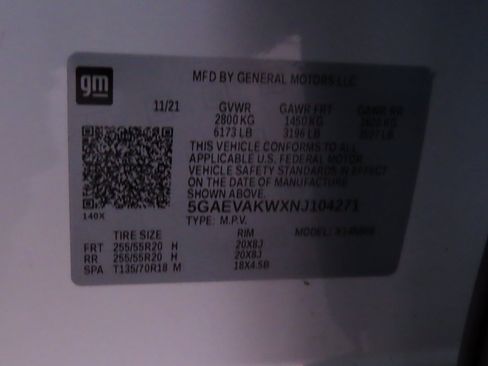 gm
MFD BY GENERAL MOTORS LLC
11/21 GVWR GAWR FRT GAWR RR
2800 KG 1450 KG
6173 LB 3196 LB
THIS VEHICLE CONFORMS TO ALL
APPLICABLE U.S. FEDERAL MOTOR
VEHICLE SAFETY STANDARDS IN EFFECT
ON THE DATE OF MANUFACTURE
SHOWN ABOVE.
140X
5GAEVAKWXNJ104271
TYPE: M.P.V.
TIRE SIZE RIM MODEL:
FRT 255/55R20 H 20X8J
RR 255/55R20 H 20X8J
SPA T135/70R18 M 18X4.5B